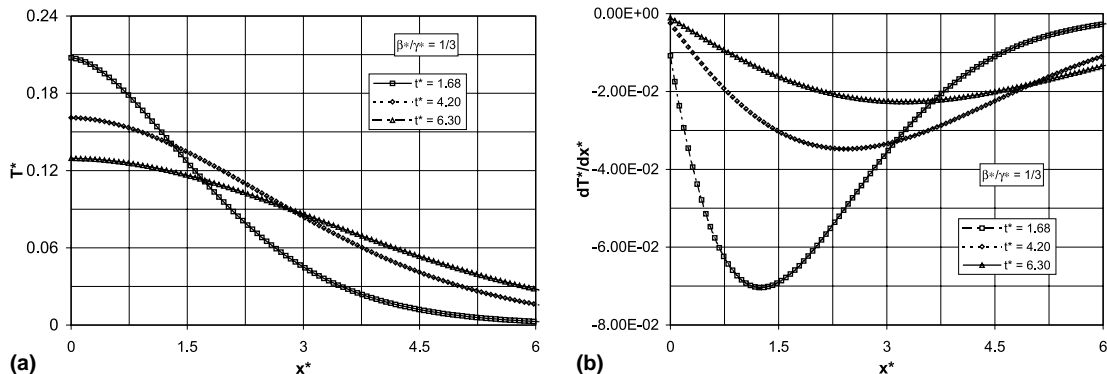 0.24
0.18
0.12
0.06
0
T*
β*/γ* = 1/3
t* = 1.68
t* = 4.20
t* = 6.30
0 1.5 3 4.5 6
x*
(a)
0.00E+00
-2.00E-02
-4.00E-02
-6.00E-02
-8.00E-02
dT*/dx*
β*/γ* = 1/3
t* = 1.68
t* = 4.20
t* = 6.30
0 1.5 3 4.5 6
x*
(b)